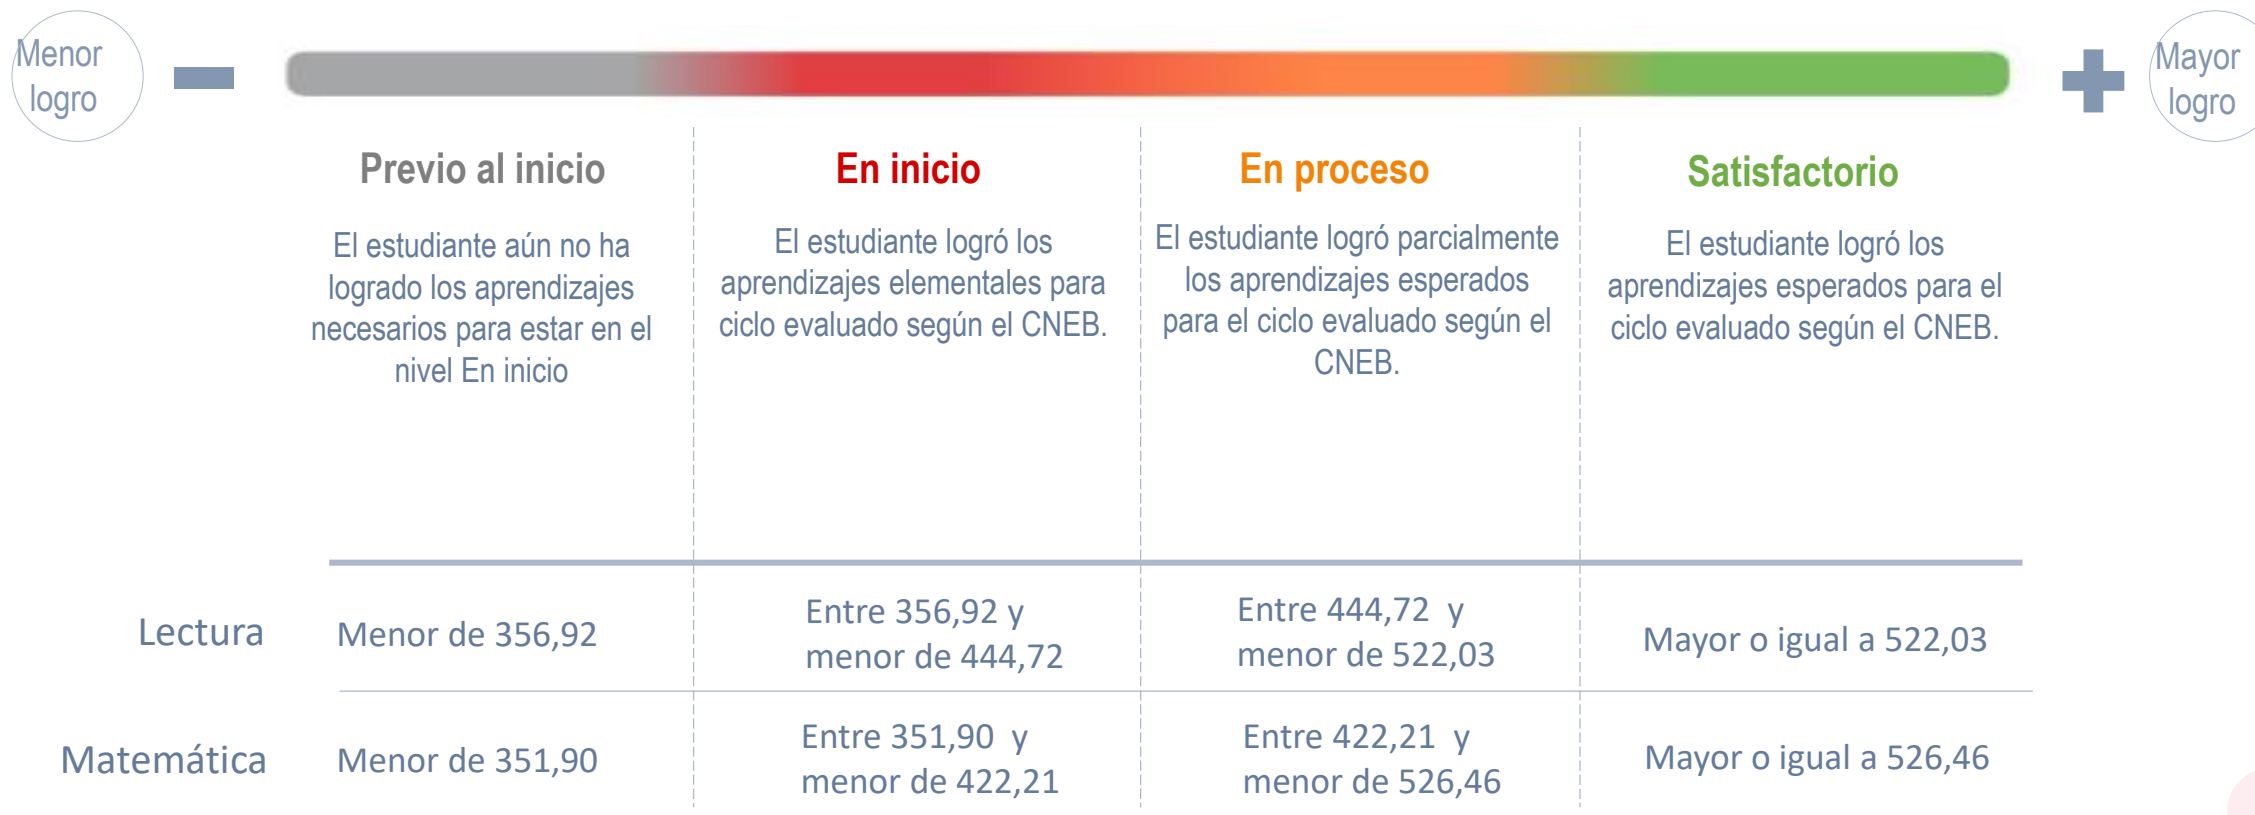 Menor
logro
Mayor
logro
Previo al inicio
El estudiante aún no ha
logrado los aprendizajes
necesarios para estar en el
nivel En inicio
En inicio
El estudiante logró los
aprendizajes elementales para
ciclo evaluado según el CNEB.
En proceso
El estudiante logró parcialmente
los aprendizajes esperados
para el ciclo evaluado según el
CNEB.
Satisfactorio
El estudiante logró los
aprendizajes esperados para el
ciclo evaluado según el CNEB.
Lectura
Menor de 356,92
Entre 356,92 y
menor de 444,72
Entre 444,72 y
menor de 522,03
Mayor o igual a 522,03
Matemática
Menor de 351,90
Entre 351,90 y
menor de 422,21
Entre 422,21 y
menor de 526,46
Mayor o igual a 526,46